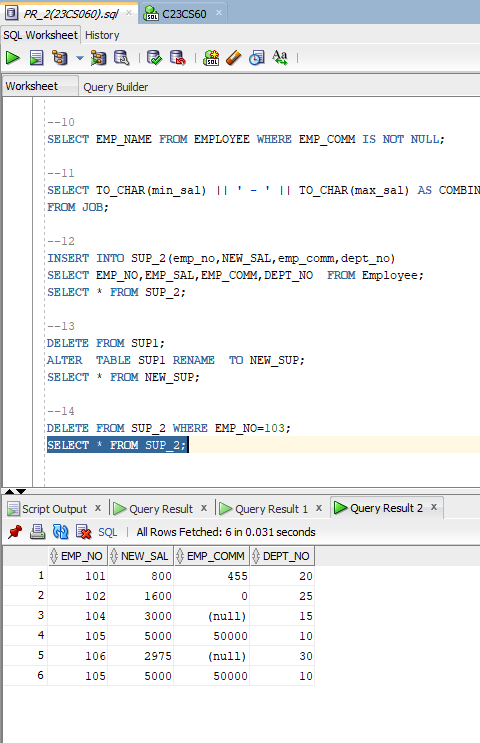 PR_2(23CS060).sql × C23CS60 ×
SQL Worksheet History
Worksheet Query Builder
--10
SELECT EMP_NAME FROM EMPLOYEE WHERE EMP_COMM IS NOT NULL;
--11
SELECT TO_CHAR(min_sal) || ' - ' || TO_CHAR(max_sal) AS COMBIN
FROM JOB;
--12
INSERT INTO SUP_2(emp_no,NEW_SAL,emp_comm,dept_no)
SELECT EMP_NO,EMP_SAL,EMP_COMM,DEPT_NO  FROM Employee;
SELECT * FROM SUP_2;
--13
DELETE FROM SUP1;
ALTER  TABLE SUP1 RENAME  TO NEW_SUP;
SELECT * FROM NEW_SUP;
--14
DELETE FROM SUP_2 WHERE EMP_NO=103;
SELECT * FROM SUP_2;
Script Output × Query Result × Query Result 1 × Query Result 2 ×
SQL | All Rows Fetched: 6 in 0.031 seconds
EMP_NO NEW_SAL EMP_COMM DEPT_NO
1 101 800 455 20
2 102 1600 0 25
3 104 3000 (null) 15
4 105 5000 50000 10
5 106 2975 (null) 30
6 105 5000 50000 10